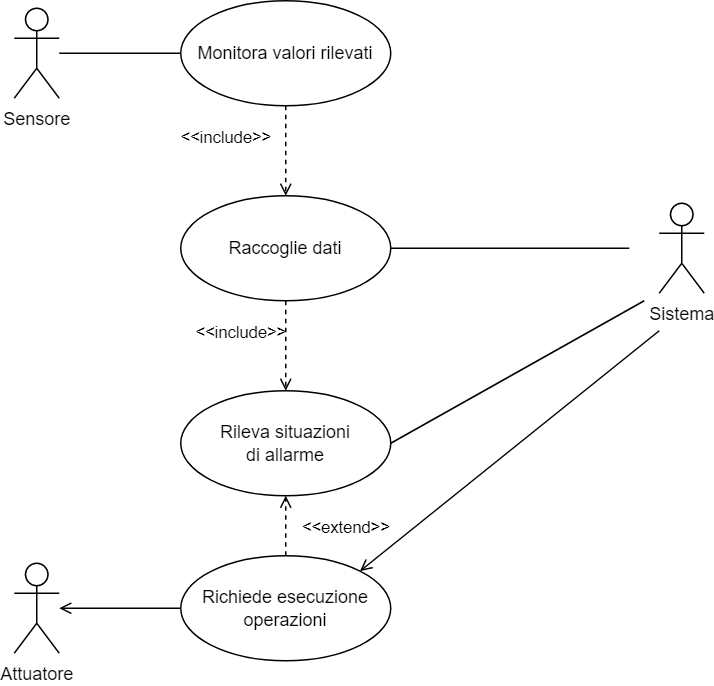 Monitora valori rilevati
Sensore
<<include>>
Raccoglie dati
Sistema
<<include>>
Rileva situazioni
di allarme
<<extend>>
Richiede esecuzione
operazioni
Attuatore